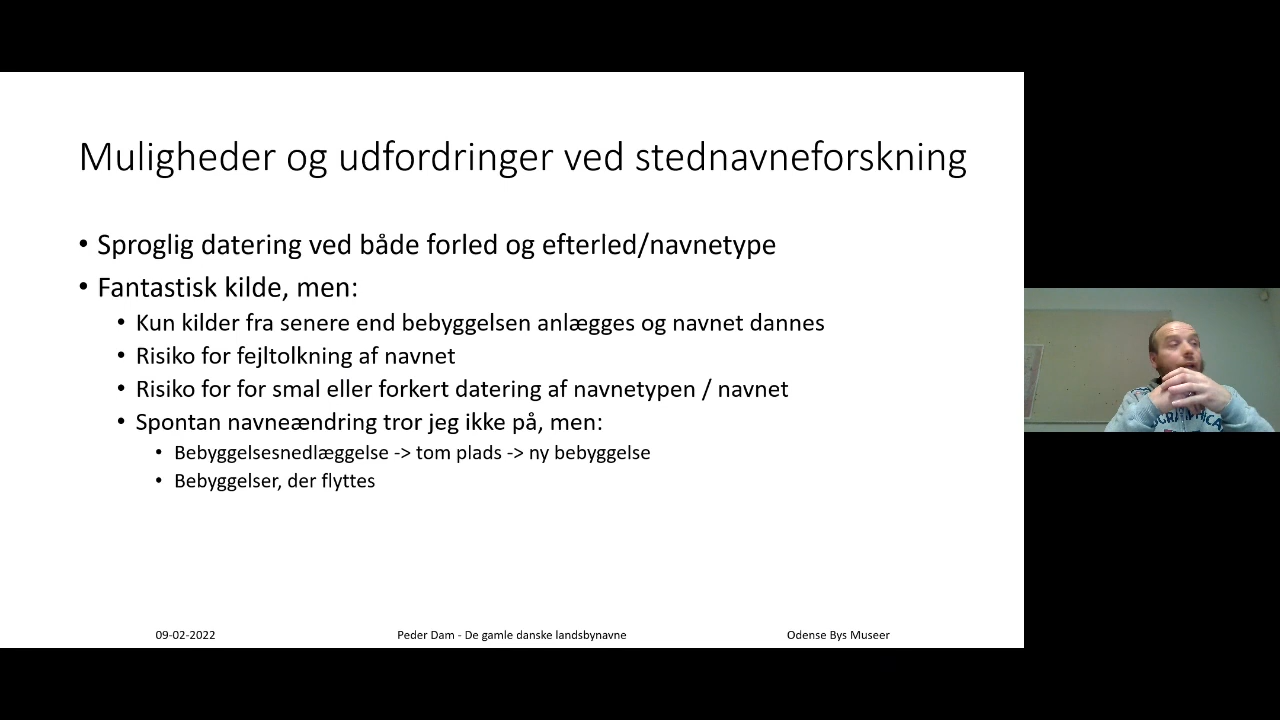 Muligheder og udfordringer ved stednavneforskning
• Sproglig datering ved både forled og efterled/navnetype
• Fantastisk kilde, men:
• Kun kilder fra senere end bebyggelsen anlægges og navnet dannes
• Risiko for fejltolkning af navnet
• Risiko for for smal eller forkert datering af navnetypen / navnet
• Spontan navneændring tror jeg ikke på, men:
• Bebyggelsesnedlæggelse -> tom plads -> ny bebyggelse
• Bebyggelser, der flyttes
09-02-2022
Peder Dam - De gamle danske landsbynavne
Odense Bys Museer